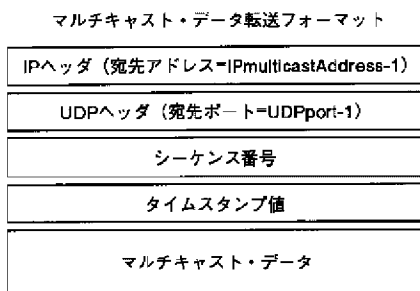 マルチキャスト・データ転送フォーマット
IPヘッダ（宛先アドレス=IPmulticastAddress-1）
UDPヘッダ（宛先ポート=UDPport-1）
シーケンス番号
タイムスタンプ値
マルチキャスト・データ